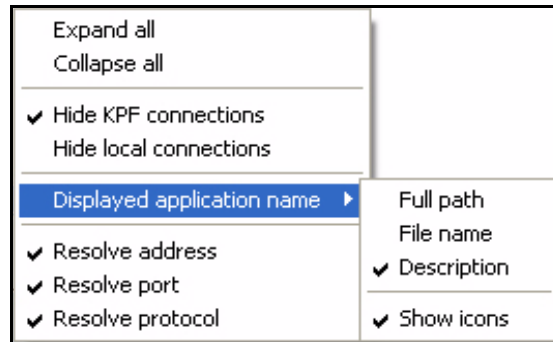 Expand all
Collapse all
Hide KPF connections
Hide local connections
Displayed application name
Resolve address
Resolve port
Resolve protocol
Full path
File name
Description
Show icons